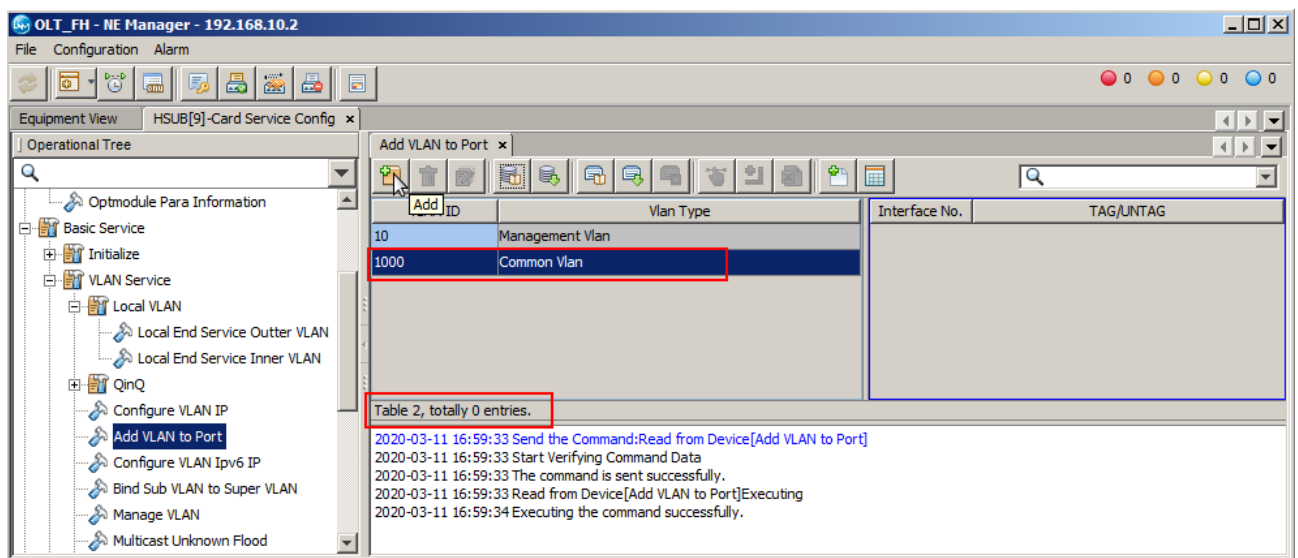 OLT_FH - NE Manager - 192.168.10.2
File Configuration Alarm
0 0 0 0
Equipment View HSUB[9]-Card Service Config
Operational Tree
Add VLAN to Port
Optmodule Para Information
Basic Service
Initialize
VLAN Service
Local VLAN
Local End Service Outter VLAN
Local End Service Inner VLAN
QinQ
Configure VLAN IP
Add VLAN to Port
Configure VLAN Ipv6 IP
Bind Sub VLAN to Super VLAN
Manage VLAN
Multicast Unknown Flood
Add
ID Vlan Type Interface No. TAG/UNTAG
10 Management Vlan
1000 Common Vlan
Table 2, totally 0 entries.
2020-03-11 16:59:33 Send the Command:Read from Device[Add VLAN to Port]
2020-03-11 16:59:33 Start Verifying Command Data
2020-03-11 16:59:33 The command is sent successfully.
2020-03-11 16:59:33 Read from Device[Add VLAN to Port]Executing
2020-03-11 16:59:34 Executing the command successfully.